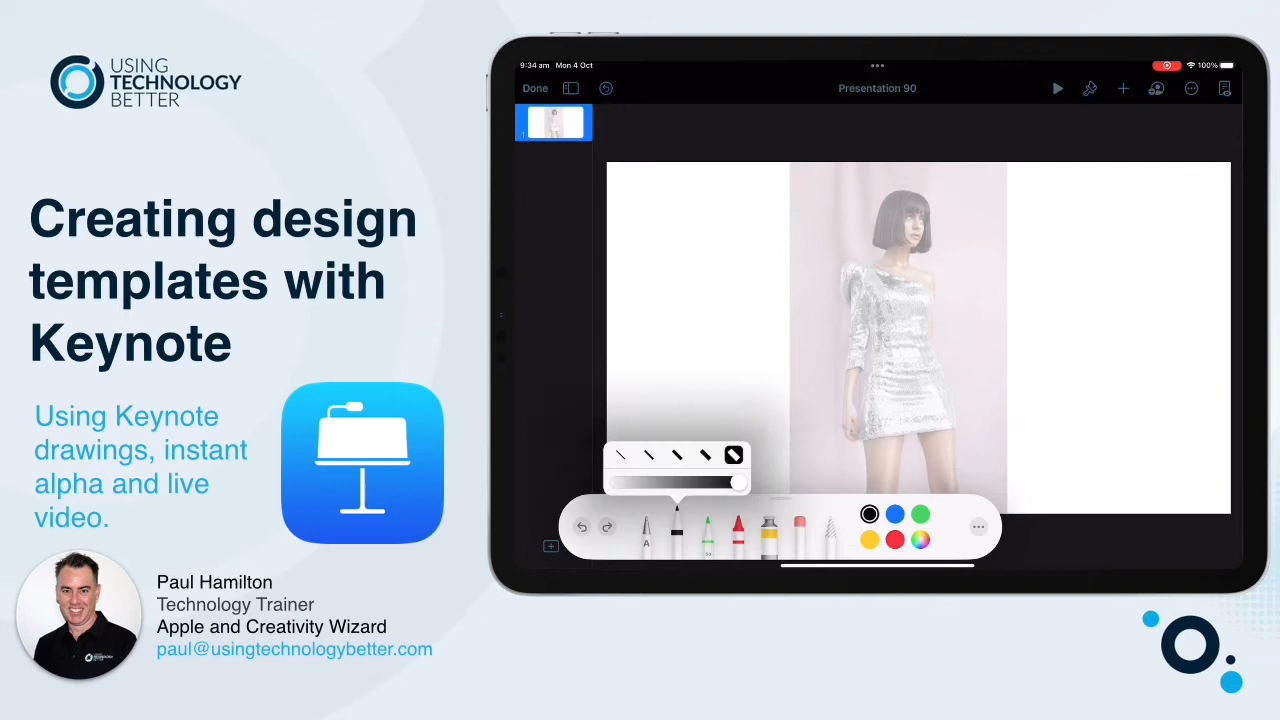 USING
TECHNOLOGY
BETTER
Creating design
templates with
Keynote
Using Keynote
drawings, instant
alpha and live
video.
Paul Hamilton
Technology Trainer
Apple and Creativity Wizard
paul@usingtechnologybetter.com
9:34 am Mon 4 Oct
100%
Done
Presentation 90
1
A